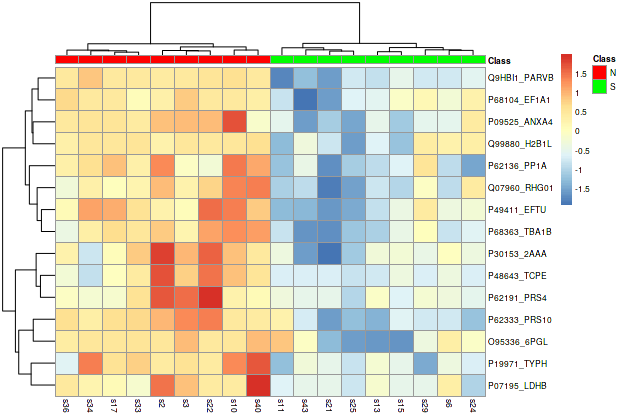 Class
Q9HBI1_PARVB
P68104_EF1A1
P09525_ANXA4
Q99880_H2B1L
P62136_PP1A
Q07960_RHG01
P49411_EFTU
P68363_TBA1B
P30153_2AAA
P48643_TCPE
P62191_PRS4
P62333_PRS10
O95336_6PGL
P19971_TYPH
P07195_LDHB
s36 s34 s17 s33 s2 s3 s22 s10 s40 s11 s43 s21 s25 s13 s15 s29 s6 s24
1.5
1
0.5
0
-0.5
-1
-1.5
Class
N
S